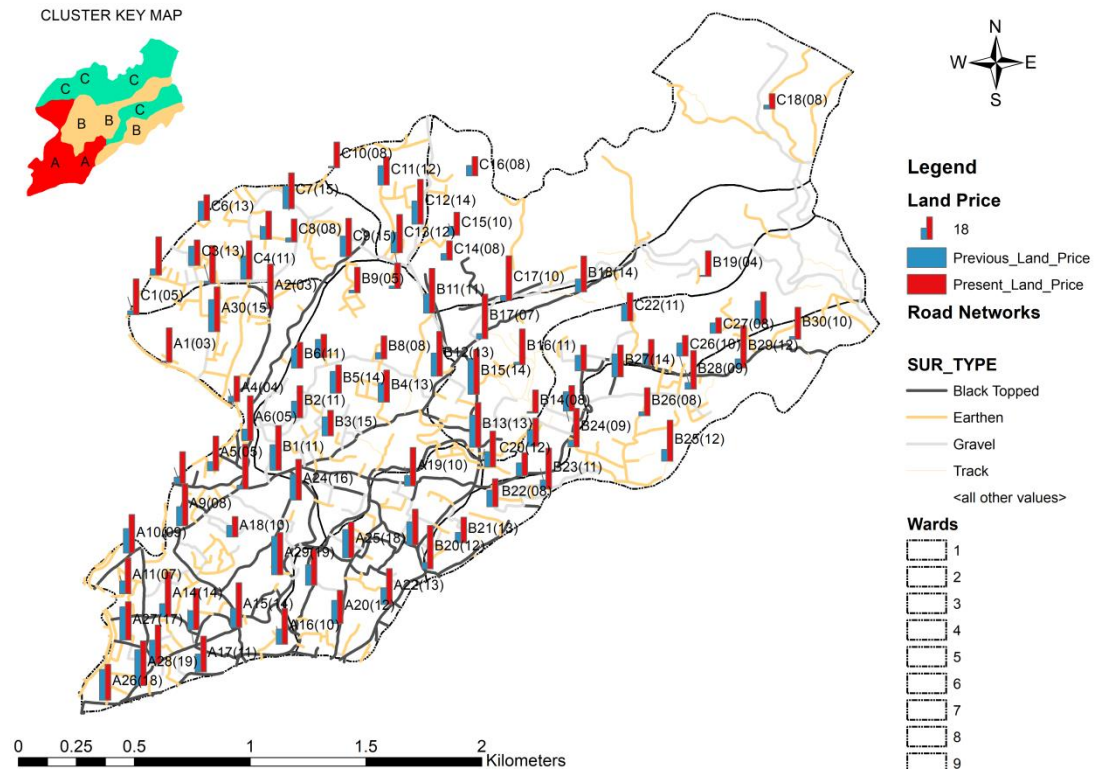 CLUSTER KEY MAP
C
C
C
C
B
B
B
A
A
N
W
E
S
C18(08)
C10(08)
C11(12)
C16(08)
C7(15)
C12(14)
C6(13)
C15(10)
C8(08)
C9(15)
C13(12)
C14(08)
C3(13)
C4(11)
B19(04)
A2(03)
B9(05)
C17(10)
B18(14)
C1(05)
A30(15)
B11(11)
B17(07)
C22(11)
C27(08)
B30(10)
A1(03)
B6(11)
B8(08)
B12(13)
B16(11)
B27(14)
C26(10)
B29(12)
B28(09)
A4(04)
B5(14)
B4(13)
B15(14)
B2(11)
B14(08)
B26(08)
A6(05)
B3(15)
B13(13)
B24(09)
B25(12)
A5(05)
B1(11)
C20(12)
A24(16)
A19(10)
B23(11)
B22(08)
A9(08)
A10(09)
A18(10)
A25(18)
B21(13)
B20(12)
A29(19)
A11(07)
A14(14)
A22(13)
A27(17)
A15(14)
A20(12)
A16(10)
A28(19)
A17(11)
A26(18)
Legend
Land Price
18
Previous_Land_Price
Present_Land_Price
Road Networks
SUR_TYPE
Black Topped
Earthen
Gravel
Track
<all other values>
Wards
1
2
3
4
5
6
7
8
9
0 0.25 0.5 1 1.5 2
Kilometers